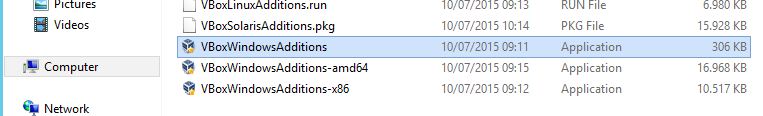 Pictures VBoxLinuxAdditions.run 10/07/2015 09:13 RUN File 6.980 KB
Videos VBoxSolarisAdditions.pkg 10/07/2015 10:14 PKG File 15.928 KB
VBoxWindowsAdditions 10/07/2015 09:11 Application 306 KB
Computer VBoxWindowsAdditions-amd64 10/07/2015 09:15 Application 16.968 KB
VBoxWindowsAdditions-x86 10/07/2015 09:12 Application 10.517 KB
Network